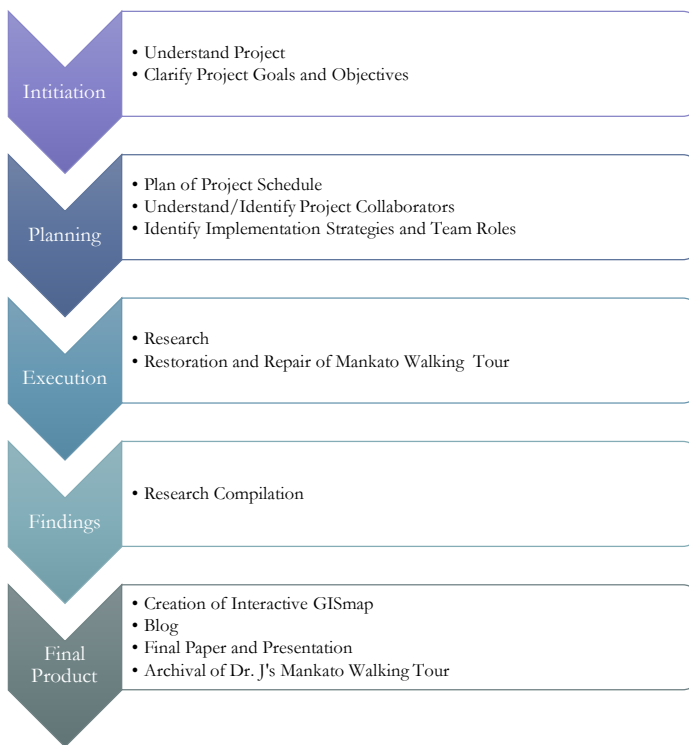 Intitiation
• Understand Project
• Clarify Project Goals and Objectives
Planning
• Plan of Project Schedule
• Understand/Identify Project Collaborators
• Identify Implementation Strategies and Team Roles
Execution
• Research
• Restoration and Repair of Mankato Walking Tour
Findings
• Research Compilation
Final
Product
• Creation of Interactive GISmap
• Blog
• Final Paper and Presentation
• Archival of Dr. J's Mankato Walking Tour